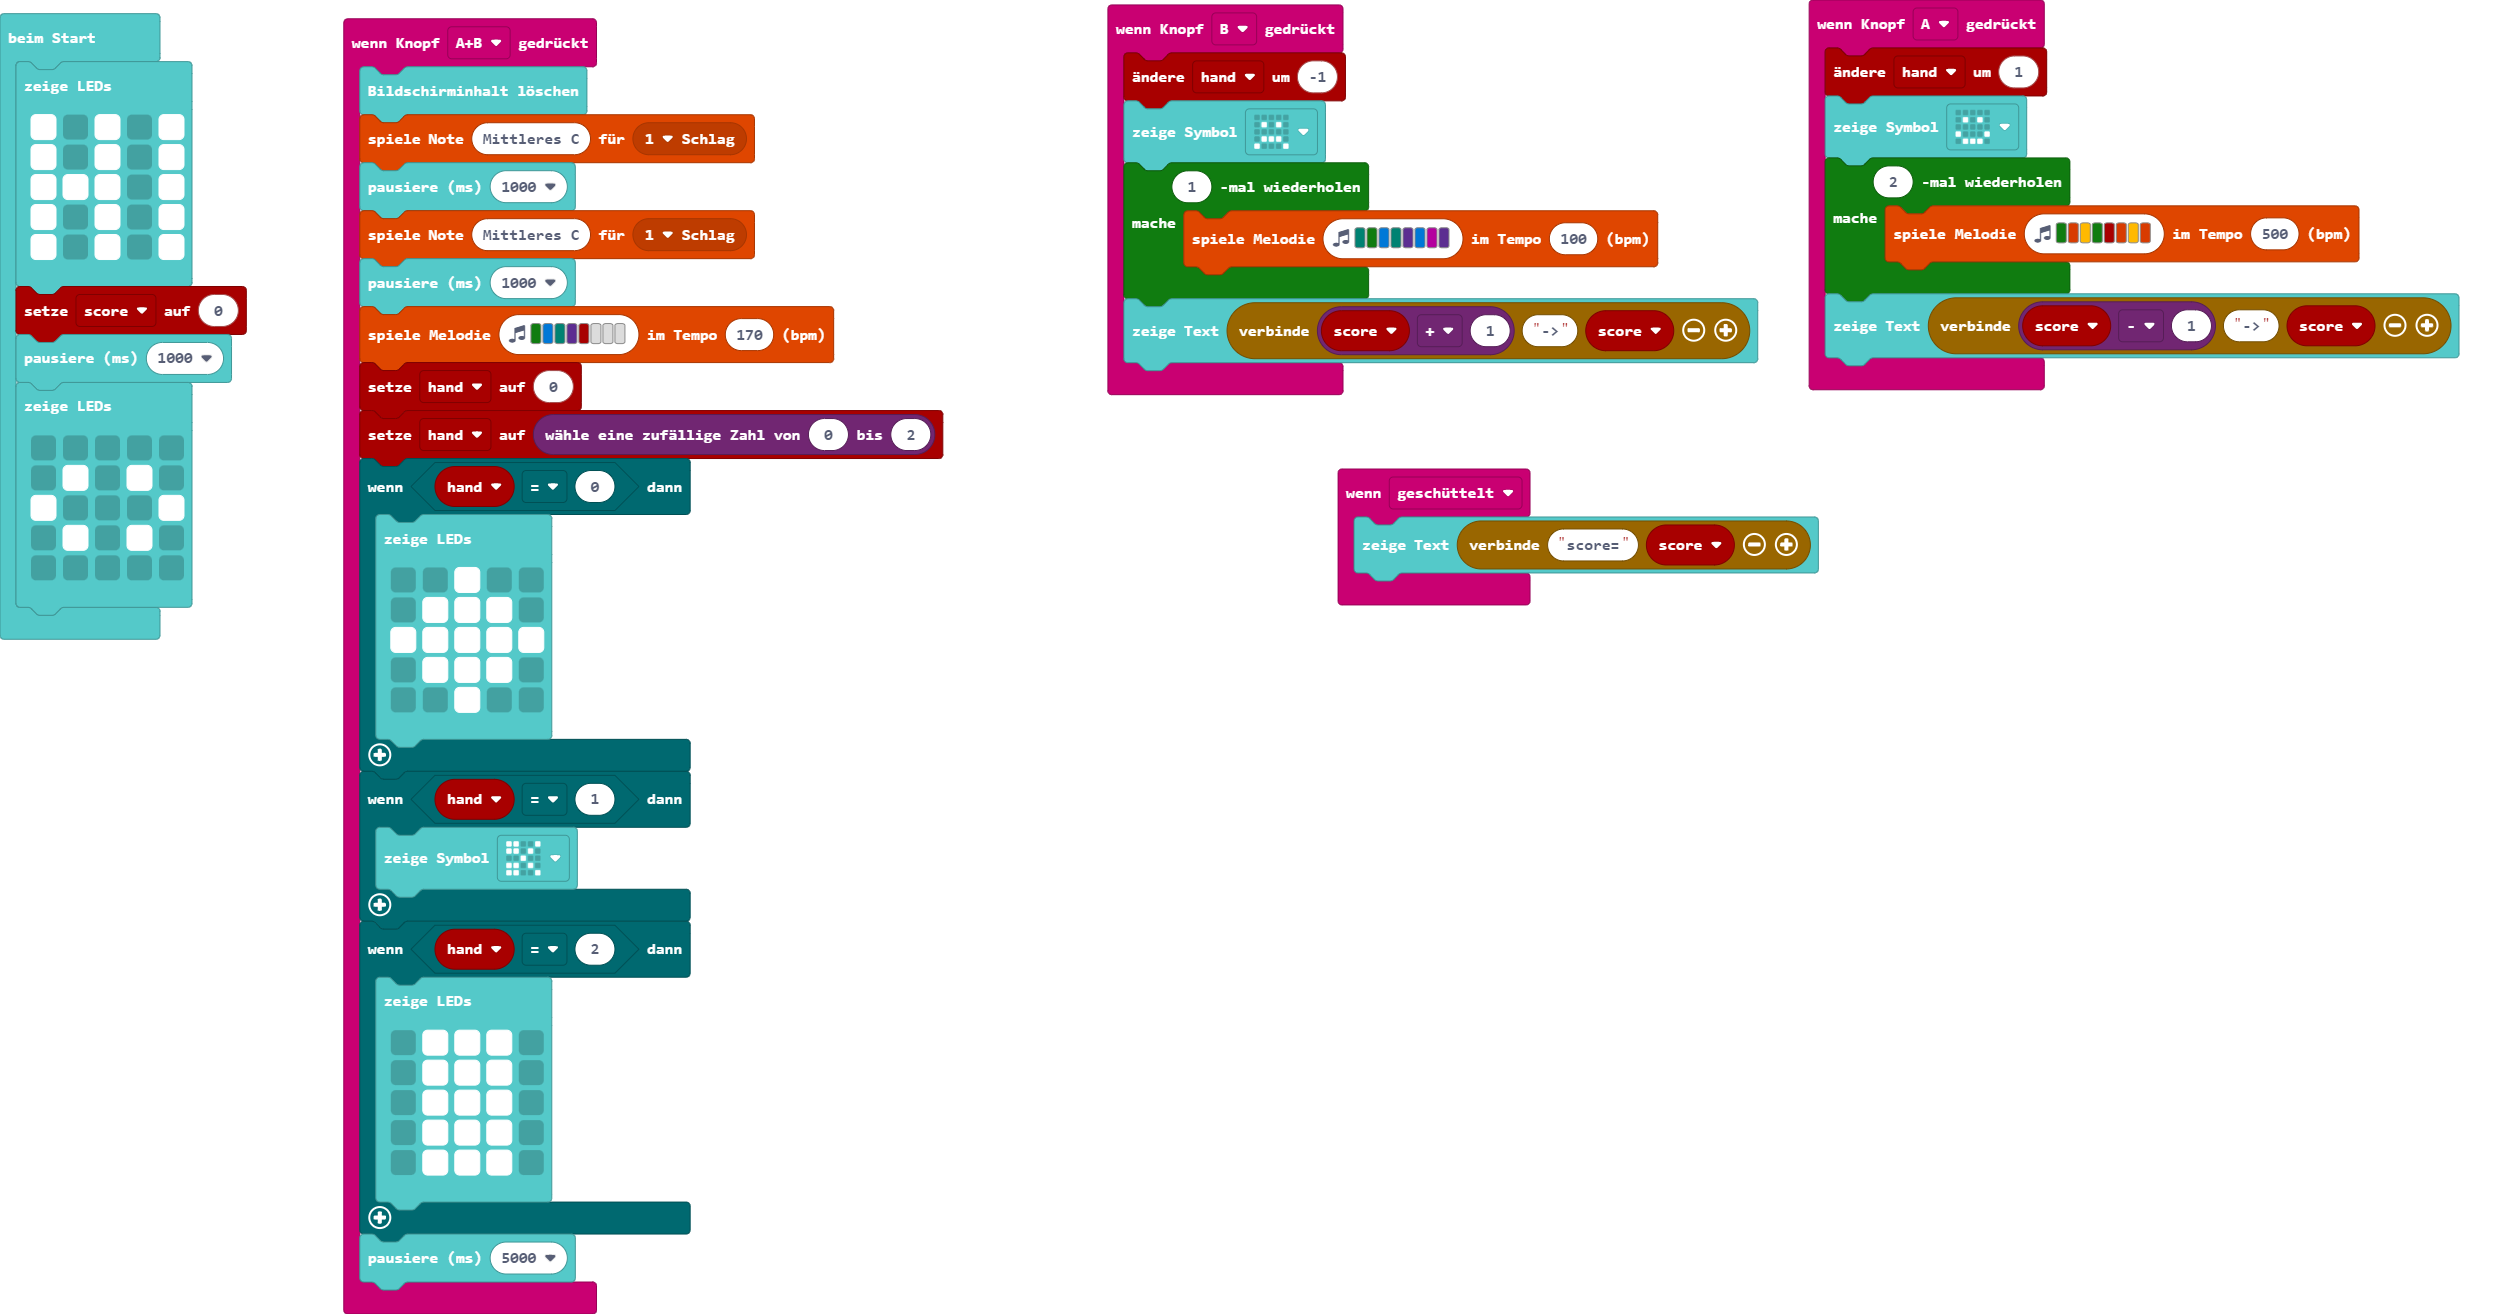 beim Start
zeige LEDs
setze score auf 0
pausiere (ms) 1000
zeige LEDs
wenn Knopf A+B gedrückt
Bildschirminhalt löschen
spiele Note Mittleres C für 1 Schlag
pausiere (ms) 1000
spiele Note Mittleres C für 1 Schlag
pausiere (ms) 1000
spiele Melodie im Tempo 170 (bpm)
setze hand auf 0
setze hand auf wähle eine zufällige Zahl von 0 bis 2
wenn hand = 0 dann
zeige LEDs
wenn hand = 1 dann
zeige Symbol
wenn hand = 2 dann
zeige LEDs
pausiere (ms) 5000
wenn Knopf B gedrückt
ändere hand um -1
zeige Symbol
1 -mal wiederholen
mache
spiele Melodie im Tempo 100 (bpm)
zeige Text verbinde score + 1 "->" score
wenn Knopf A gedrückt
ändere hand um 1
zeige Symbol
2 -mal wiederholen
mache
spiele Melodie im Tempo 500 (bpm)
zeige Text verbinde score - 1 "->" score
wenn geschüttelt
zeige Text verbinde "score=" score